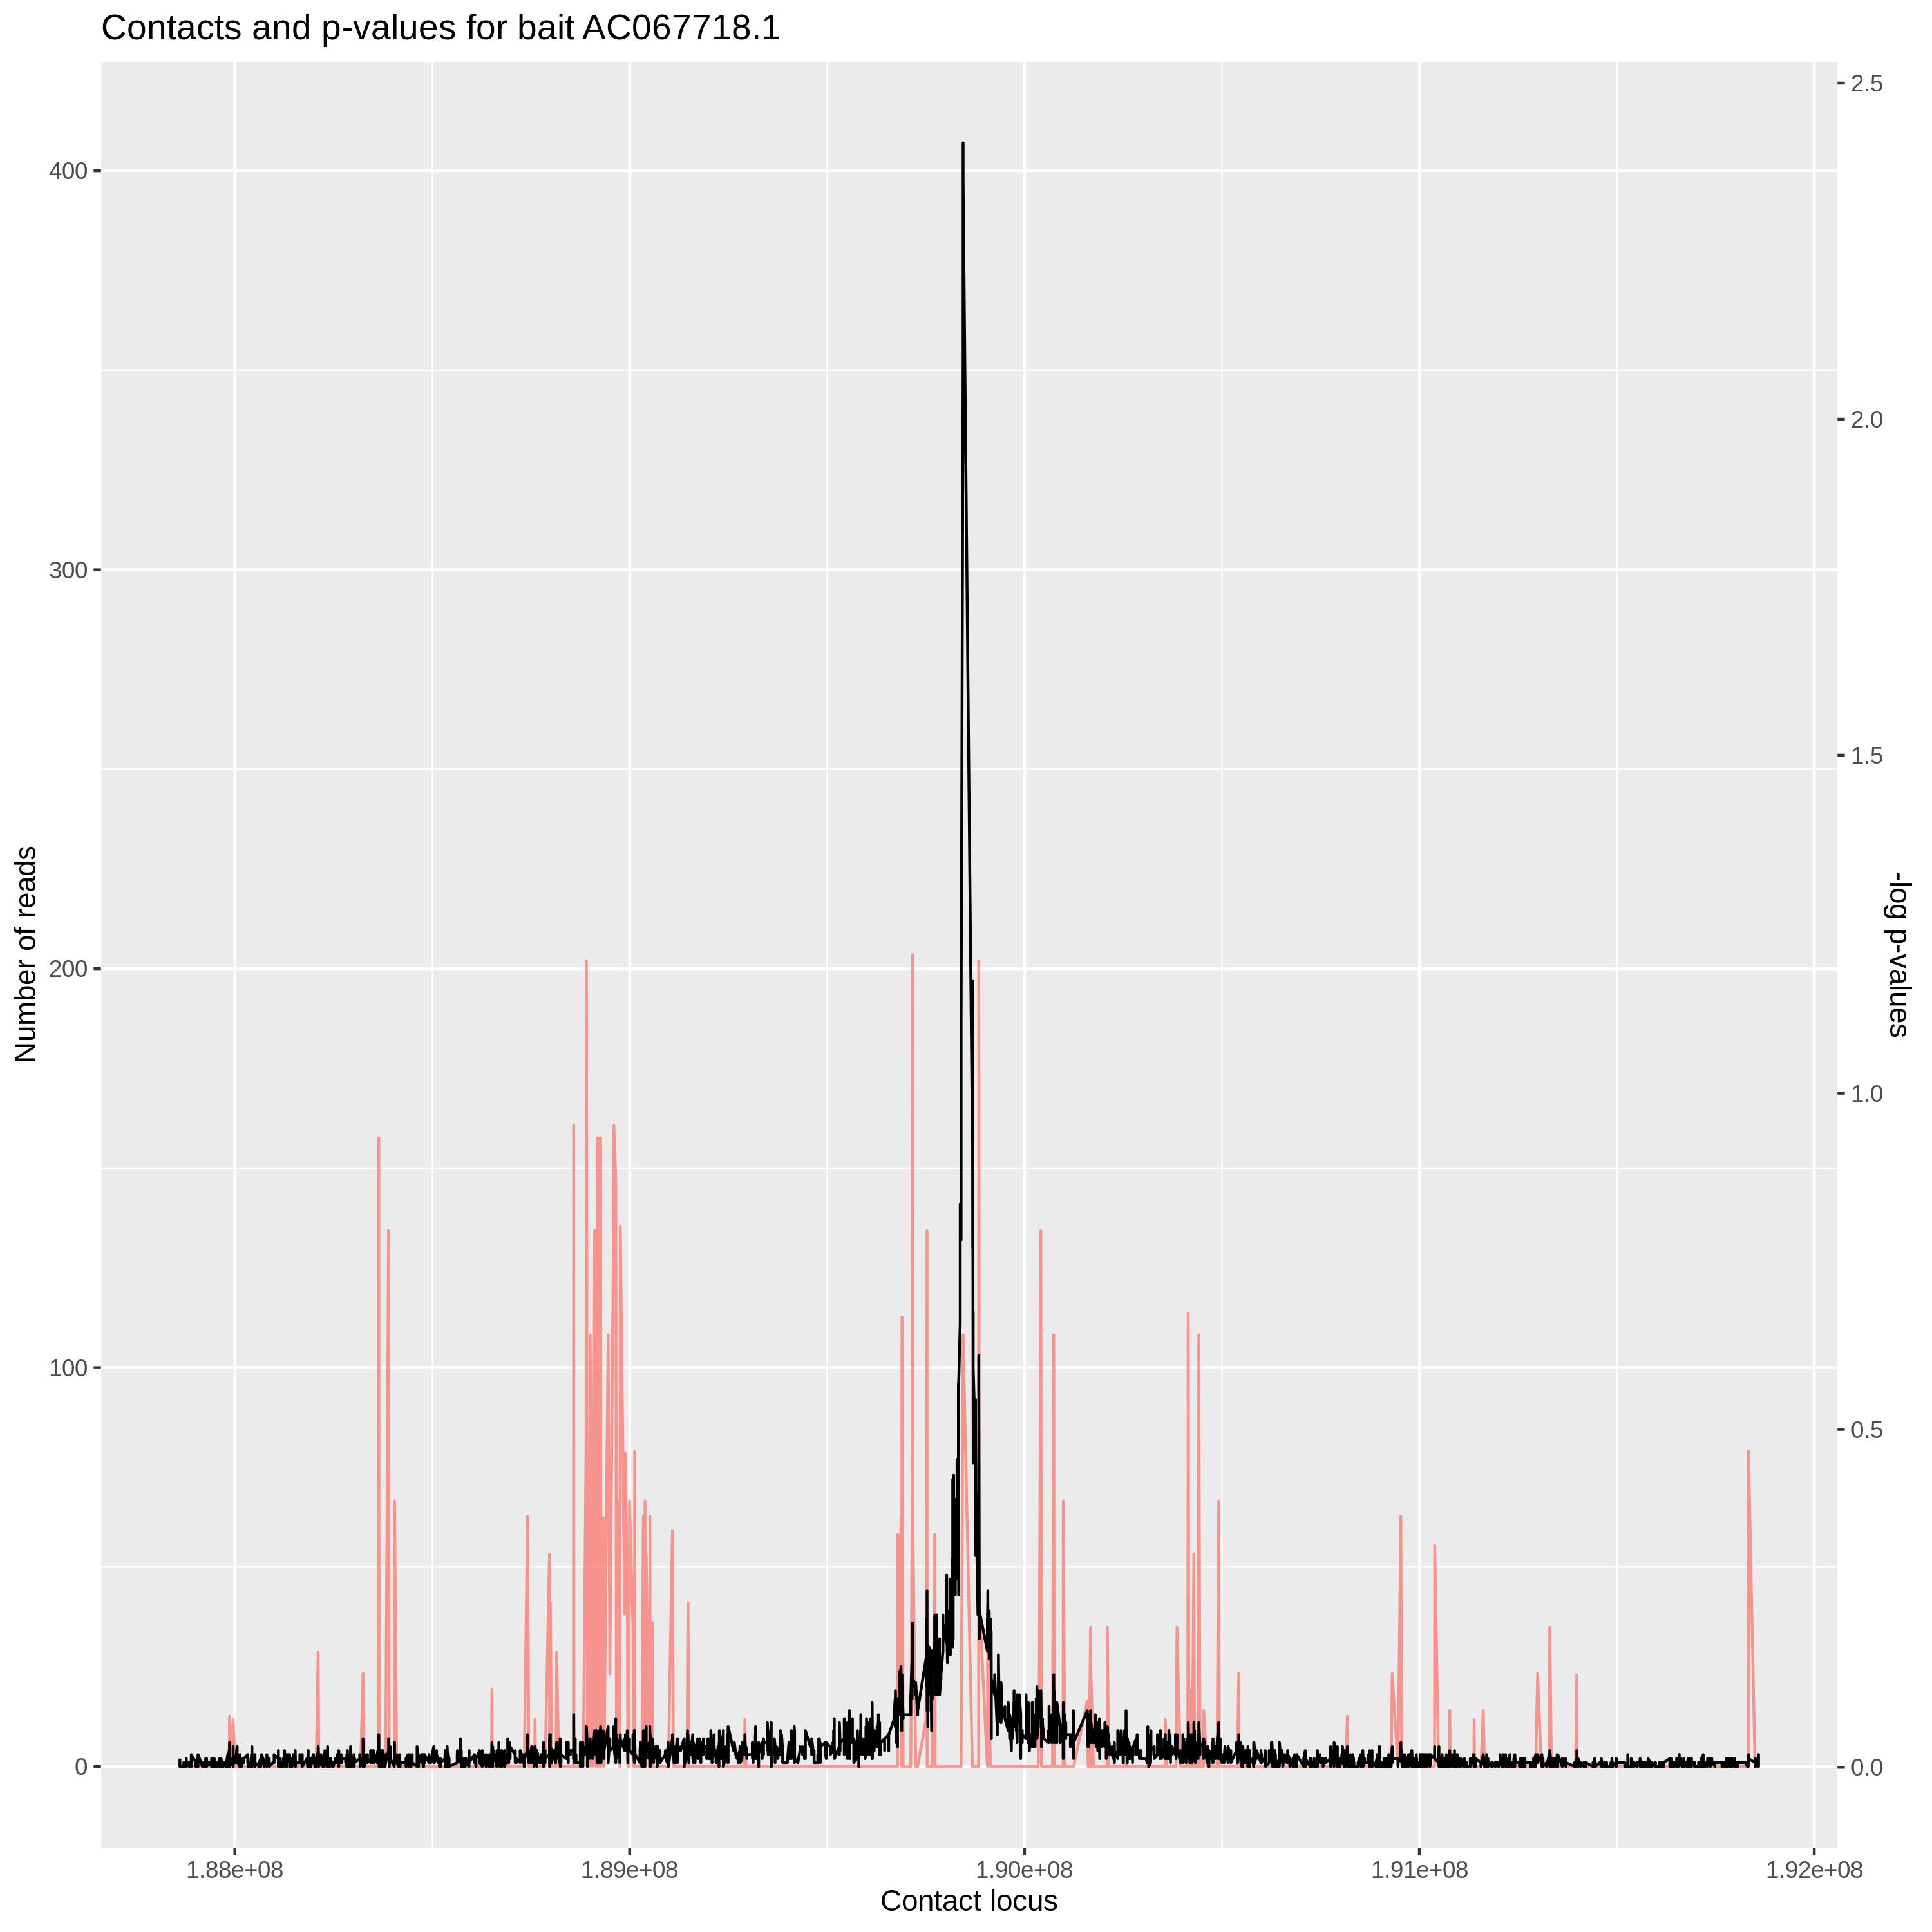 Contacts and p-values for bait AC067718.1
2.5
400
2.0
300
1.5
Number of reads
-log p-values
200
1.0
100
0.5
0
0.0
1.88e+08 1.89e+08 1.90e+08 1.91e+08 1.92e+08
Contact locus